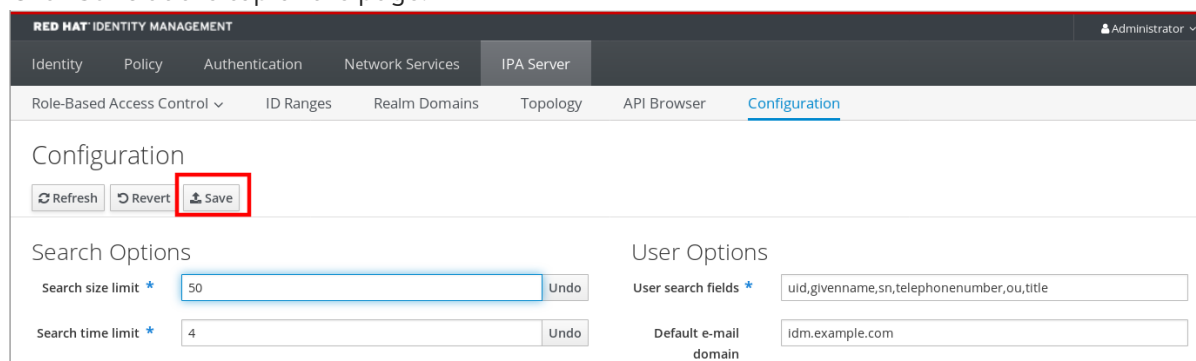 RED HAT® IDENTITY MANAGEMENT Administrator
Identity Policy Authentication Network Services IPA Server
Role-Based Access Control ID Ranges Realm Domains Topology API Browser Configuration
Configuration
Refresh Revert Save
Search Options User Options
Search size limit * 50 Undo User search fields * uid,givenname,sn,telephonenumber,ou,title
Search time limit * 4 Undo Default e-mail idm.example.com
domain